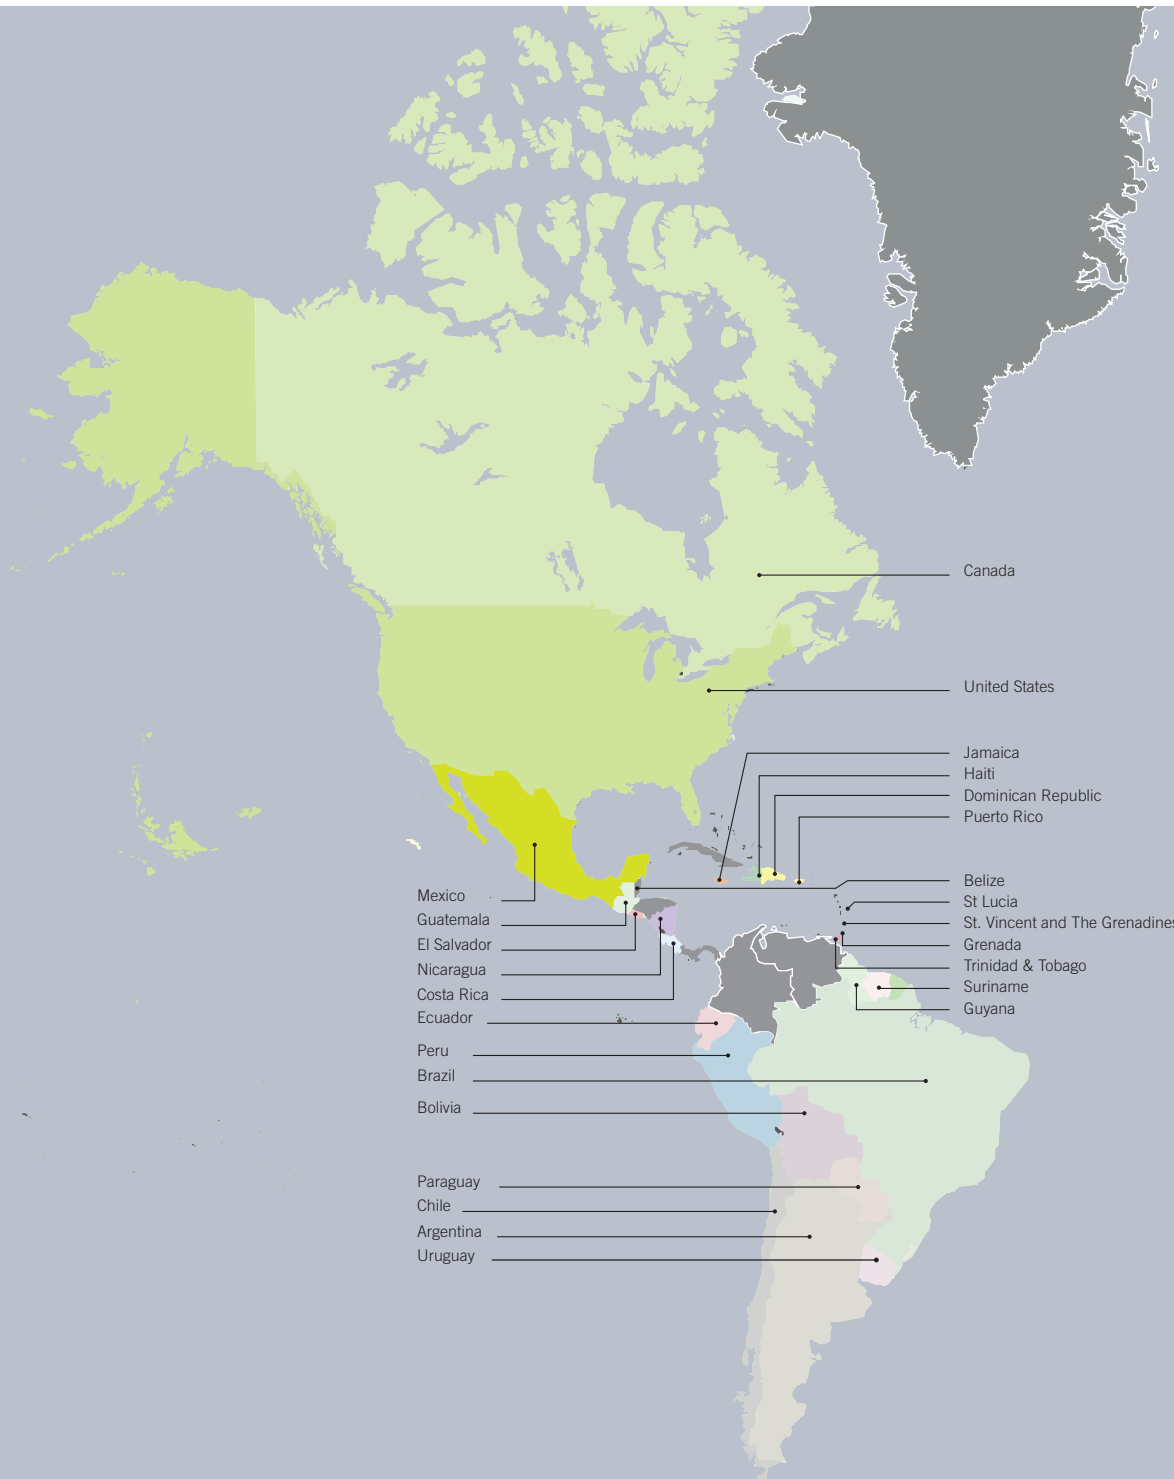 Canada
United States
Jamaica
Haiti
Dominican Republic
Puerto Rico
Belize
St Lucia
St. Vincent and The Grenadines
Grenada
Trinidad & Tobago
Suriname
Guyana
Mexico
Guatemala
El Salvador
Nicaragua
Costa Rica
Ecuador
Peru
Brazil
Bolivia
Paraguay
Chile
Argentina
Uruguay